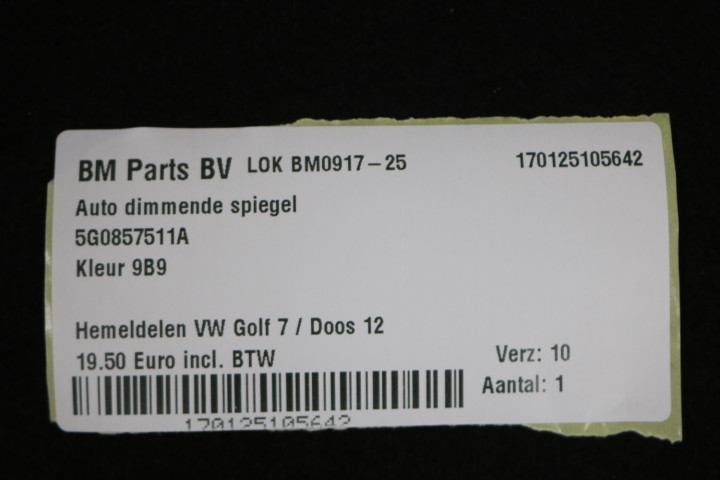 BM Parts BV LOK BM0917-25 170125105642
Auto dimmende spiegel
5G0857511A
Kleur 9B9
Hemeldelen VW Golf 7 / Doos 12
19.50 Euro incl. BTW Verz: 10
Aantal: 1
170125105642